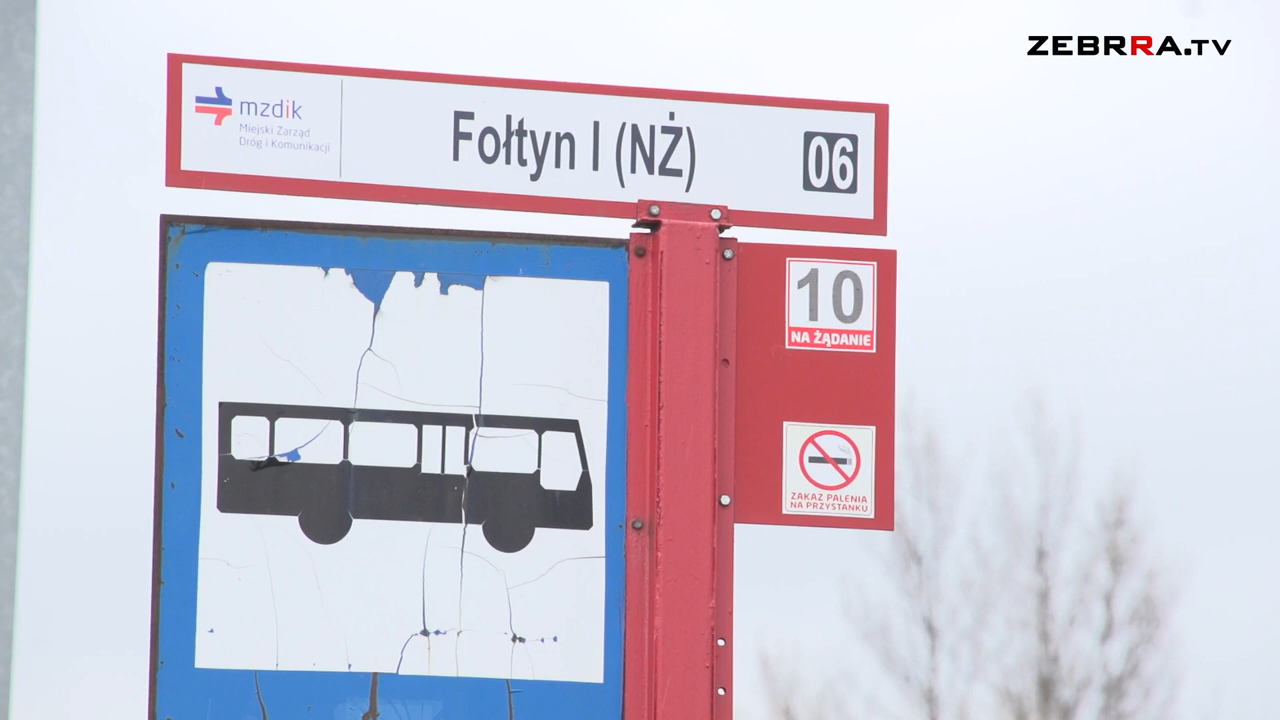 ZEBRRA.TV
mzdik
Miejski Zarząd
Dróg i Komunikacji
Fołtyn I (NŻ)
06
10
NA ŻĄDANIE
ZAKAZ PALENIA
NA PRZYSTANKU